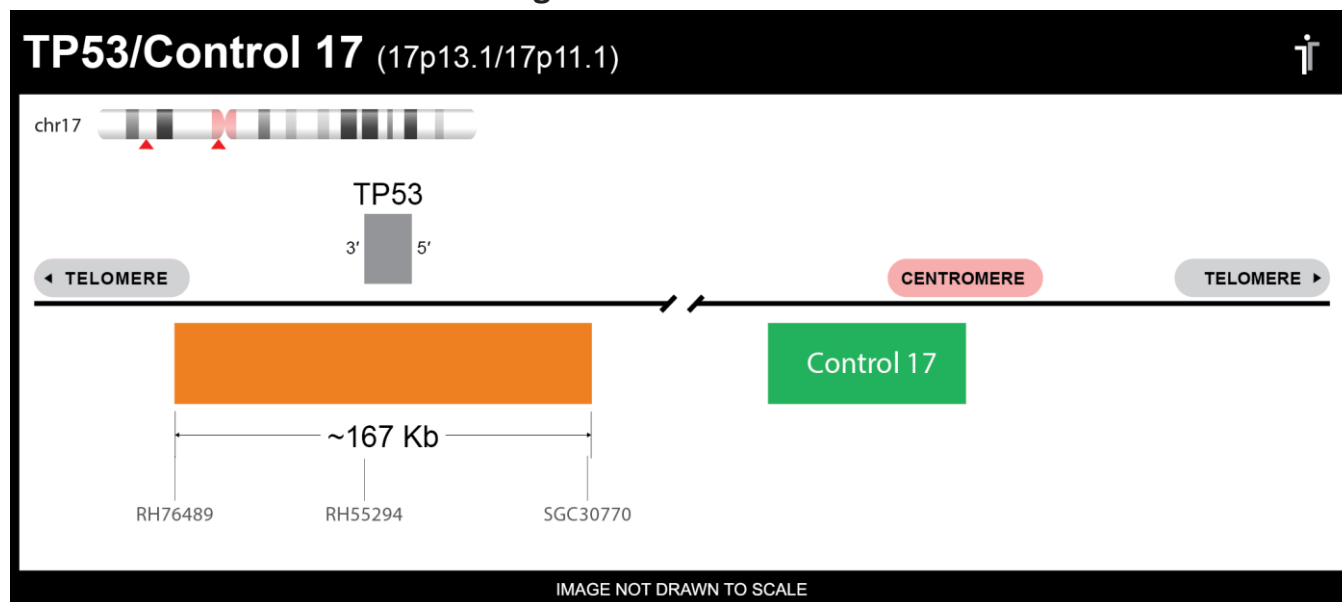 TP53/Control 17 (17p13.1/17p11.1)
chr17
TP53
3′ 5′
◂ TELOMERE CENTROMERE TELOMERE ▸
Control 17
~167 Kb
RH76489 RH55294 SGC30770
IMAGE NOT DRAWN TO SCALE